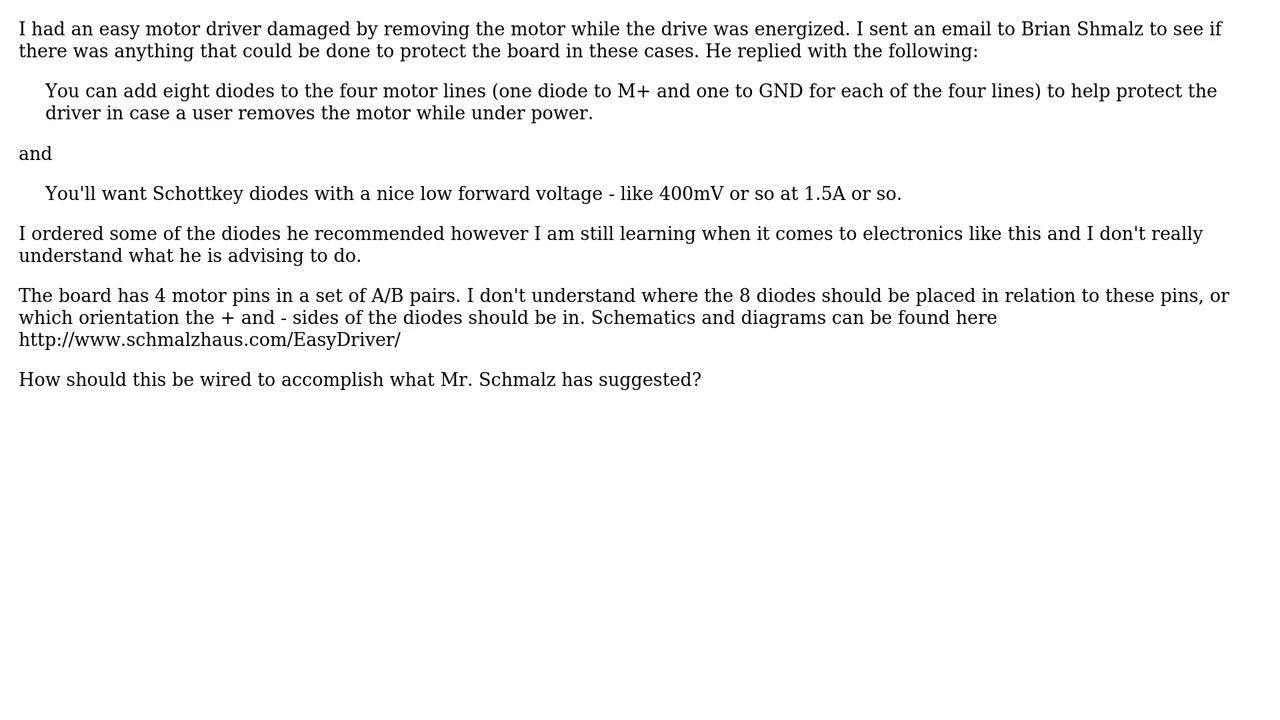 I had an easy motor driver damaged by removing the motor while the drive was energized. I sent an email to Brian Shmalz to see if
there was anything that could be done to protect the board in these cases. He replied with the following:
You can add eight diodes to the four motor lines (one diode to M+ and one to GND for each of the four lines) to help protect the
driver in case a user removes the motor while under power.
and
You'll want Schottkey diodes with a nice low forward voltage - like 400mV or so at 1.5A or so.
I ordered some of the diodes he recommended however I am still learning when it comes to electronics like this and I don't really
understand what he is advising to do.
The board has 4 motor pins in a set of A/B pairs. I don't understand where the 8 diodes should be placed in relation to these pins, or
which orientation the + and - sides of the diodes should be in. Schematics and diagrams can be found here
http://www.schmalzhaus.com/EasyDriver/
How should this be wired to accomplish what Mr. Schmalz has suggested?